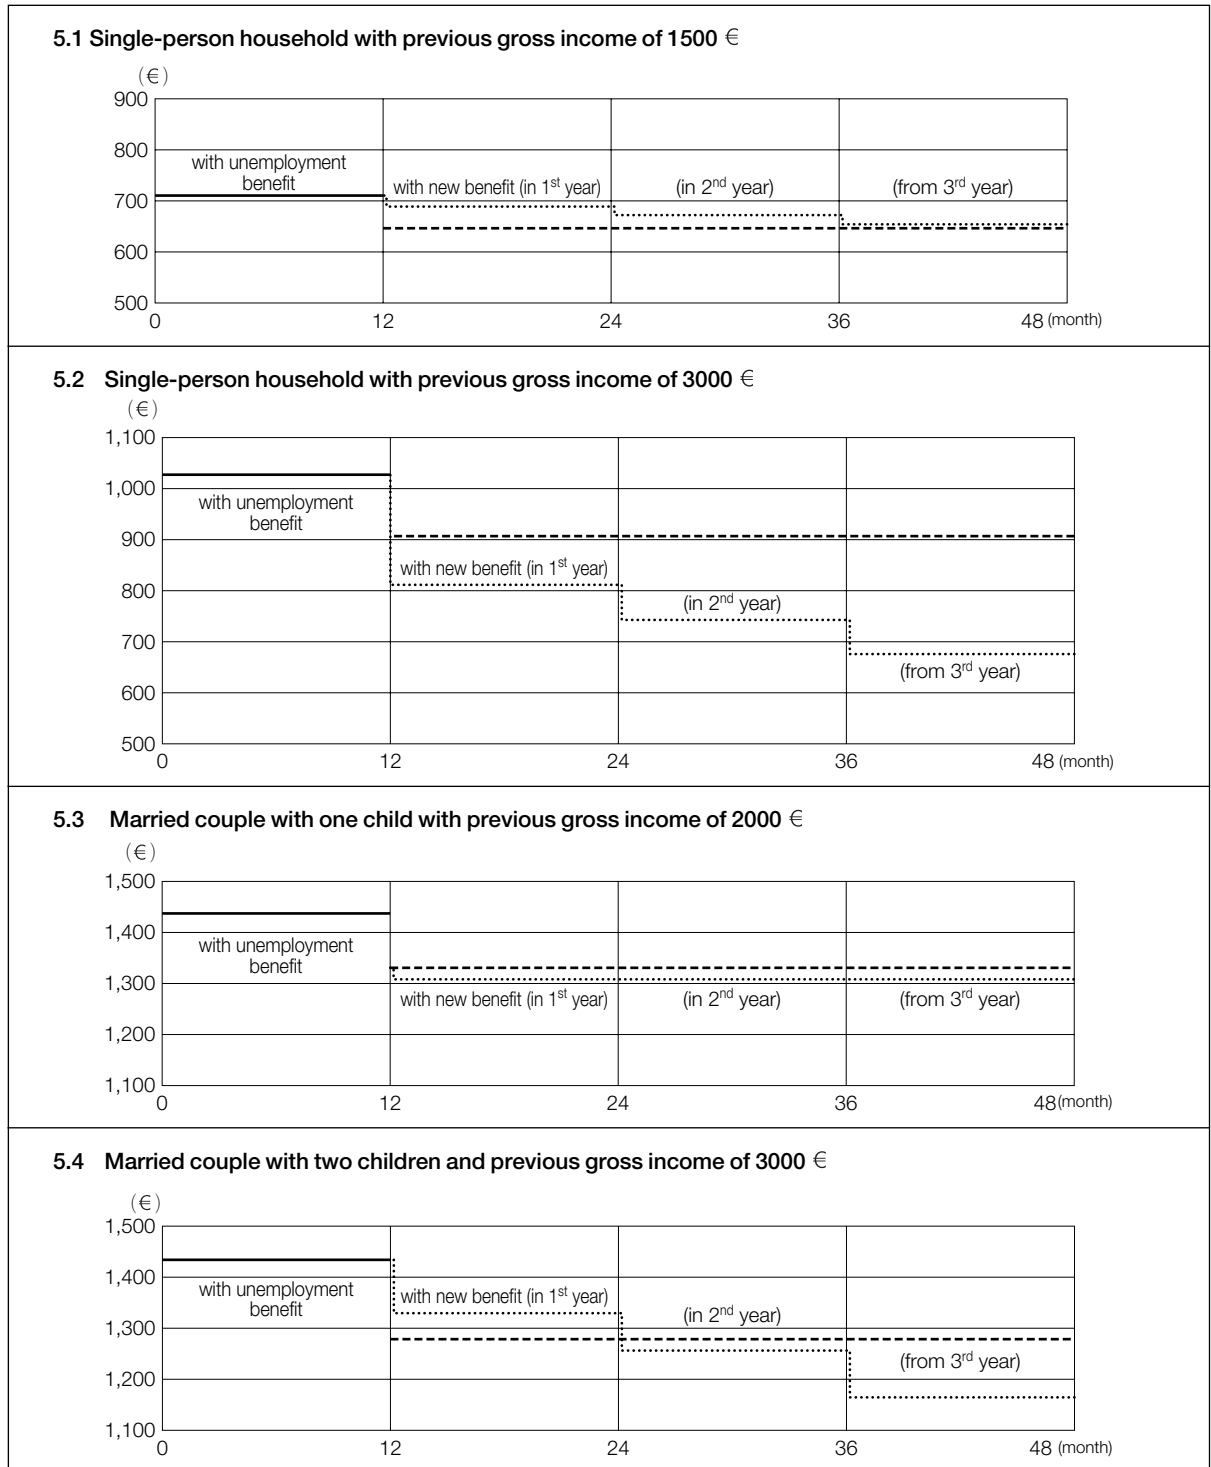 5.1 Single-person household with previous gross income of 1500 €
(€)
900
800
700
600
500
with unemployment
benefit
with new benefit (in 1st year)
(in 2nd year)
(from 3rd year)
0 12 24 36 48 (month)
5.2 Single-person household with previous gross income of 3000 €
(€)
1,100
1,000
900
800
700
600
500
with unemployment
benefit
with new benefit (in 1st year)
(in 2nd year)
(from 3rd year)
0 12 24 36 48 (month)
5.3 Married couple with one child with previous gross income of 2000 €
(€)
1,500
1,400
1,300
1,200
1,100
with unemployment
benefit
with new benefit (in 1st year)
(in 2nd year)
(from 3rd year)
0 12 24 36 48(month)
5.4 Married couple with two children and previous gross income of 3000 €
(€)
1,500
1,400
1,300
1,200
1,100
with unemployment
benefit
with new benefit (in 1st year)
(in 2nd year)
(from 3rd year)
0 12 24 36 48 (month)